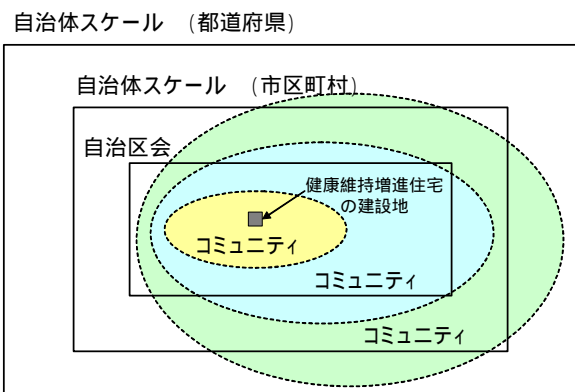 自治体スケール　(都道府県)
自治体スケール　(市区町村)
自治区会
健康維持増進住宅
の建設地
コミュニティ
コミュニティ
コミュニティ